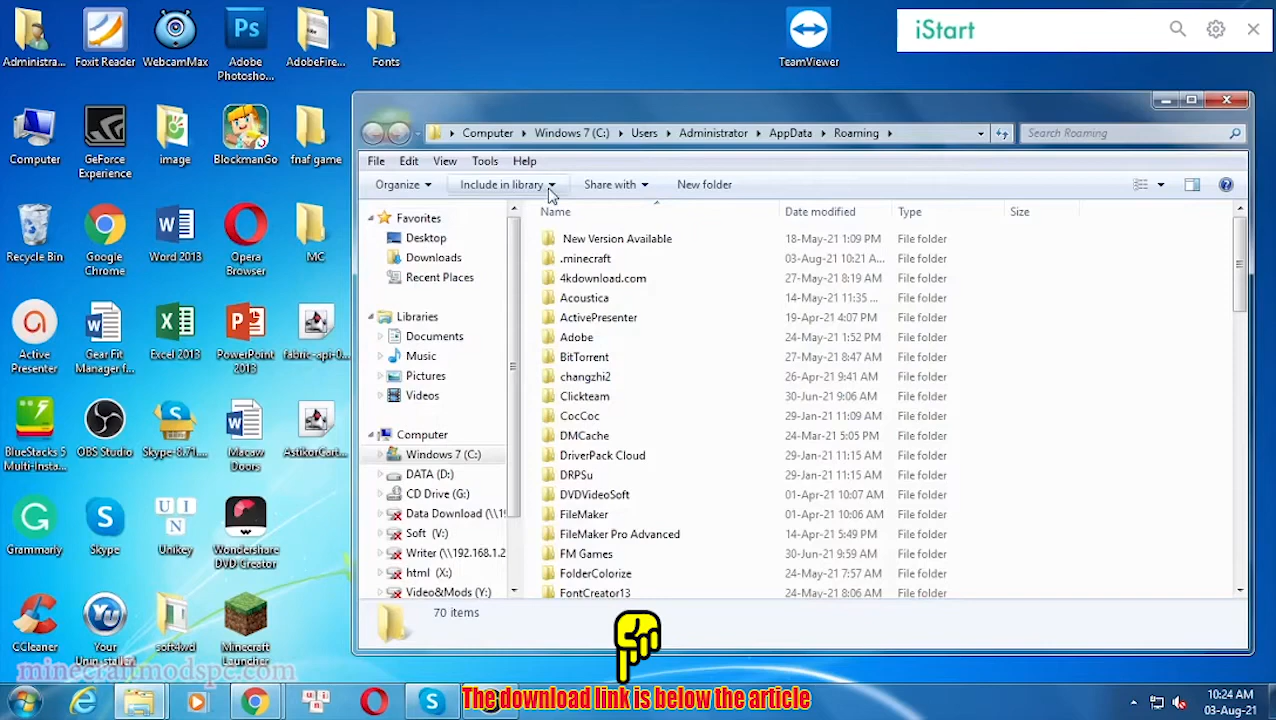 Administra...
Foxit Reader
WebcamMax
Ps
Adobe
Photosho...
AdobeFire...
Fonts
TeamViewer
iStart
Computer
GeForce
Experience
image
BlockmanGo
fnaf game
Recycle Bin
Google
Chrome
Word 2013
Opera
Browser
MC
Active
Presenter
GearFit
Manager f...
Excel 2013
PowerPoint
2013
fabric-api-0...
BlueStacks 5
Multi-Insta...
OBS Studio
Skype-8.71....
Macaw
Doors
AstikorCart...
Grammarly
Skype
UI
N
Unikey
Wondershare
DVD Creator
CCleaner
Your
Unin-staller
soft4wd
Minecraft
Launcher
minecraftmodspc.com
Computer
Windows 7 (C:)
Users
Administrator
AppData
Roaming
Search Roaming
File
Edit
View
Tools
Help
Organize
Include in library
Share with
New folder
Favorites
Desktop
Downloads
Recent Places
Libraries
Documents
Music
Pictures
Videos
Computer
Windows 7 (C:)
DATA (D:)
CD Drive (G:)
Data Download (\\1
Soft (V:)
Writer (\\192.168.1.2
html (X:)
Video&Mods (Y:)
Name Date modified Type Size
New Version Available 18-May-21 1:09 PM File folder
.minecraft 03-Aug-21 10:21 A... File folder
4kdownload.com 27-May-21 8:19 AM File folder
Acoustica 14-May-21 11:35 ... File folder
ActivePresenter 19-Apr-21 4:07 PM File folder
Adobe 24-May-21 1:52 PM File folder
BitTorrent 27-May-21 8:47 AM File folder
changzhi2 26-Apr-21 9:41 AM File folder
Clickteam 30-Jun-21 9:06 AM File folder
CocCoc 29-Jan-21 11:09 AM File folder
DMCache 24-Mar-21 5:05 PM File folder
DriverPack Cloud 29-Jan-21 11:15 AM File folder
DRPSu 29-Jan-21 11:15 AM File folder
DVDVideoSoft 01-Apr-21 10:07 AM File folder
FileMaker 01-Apr-21 10:06 AM File folder
FileMaker Pro Advanced 14-Apr-21 5:49 PM File folder
FM Games 30-Jun-21 9:59 AM File folder
FolderColorize 24-May-21 7:57 AM File folder
FontCreator13 24-May-21 8:06 AM File folder
70 items
The download link is below the article
10:24 AM
03-Aug-21